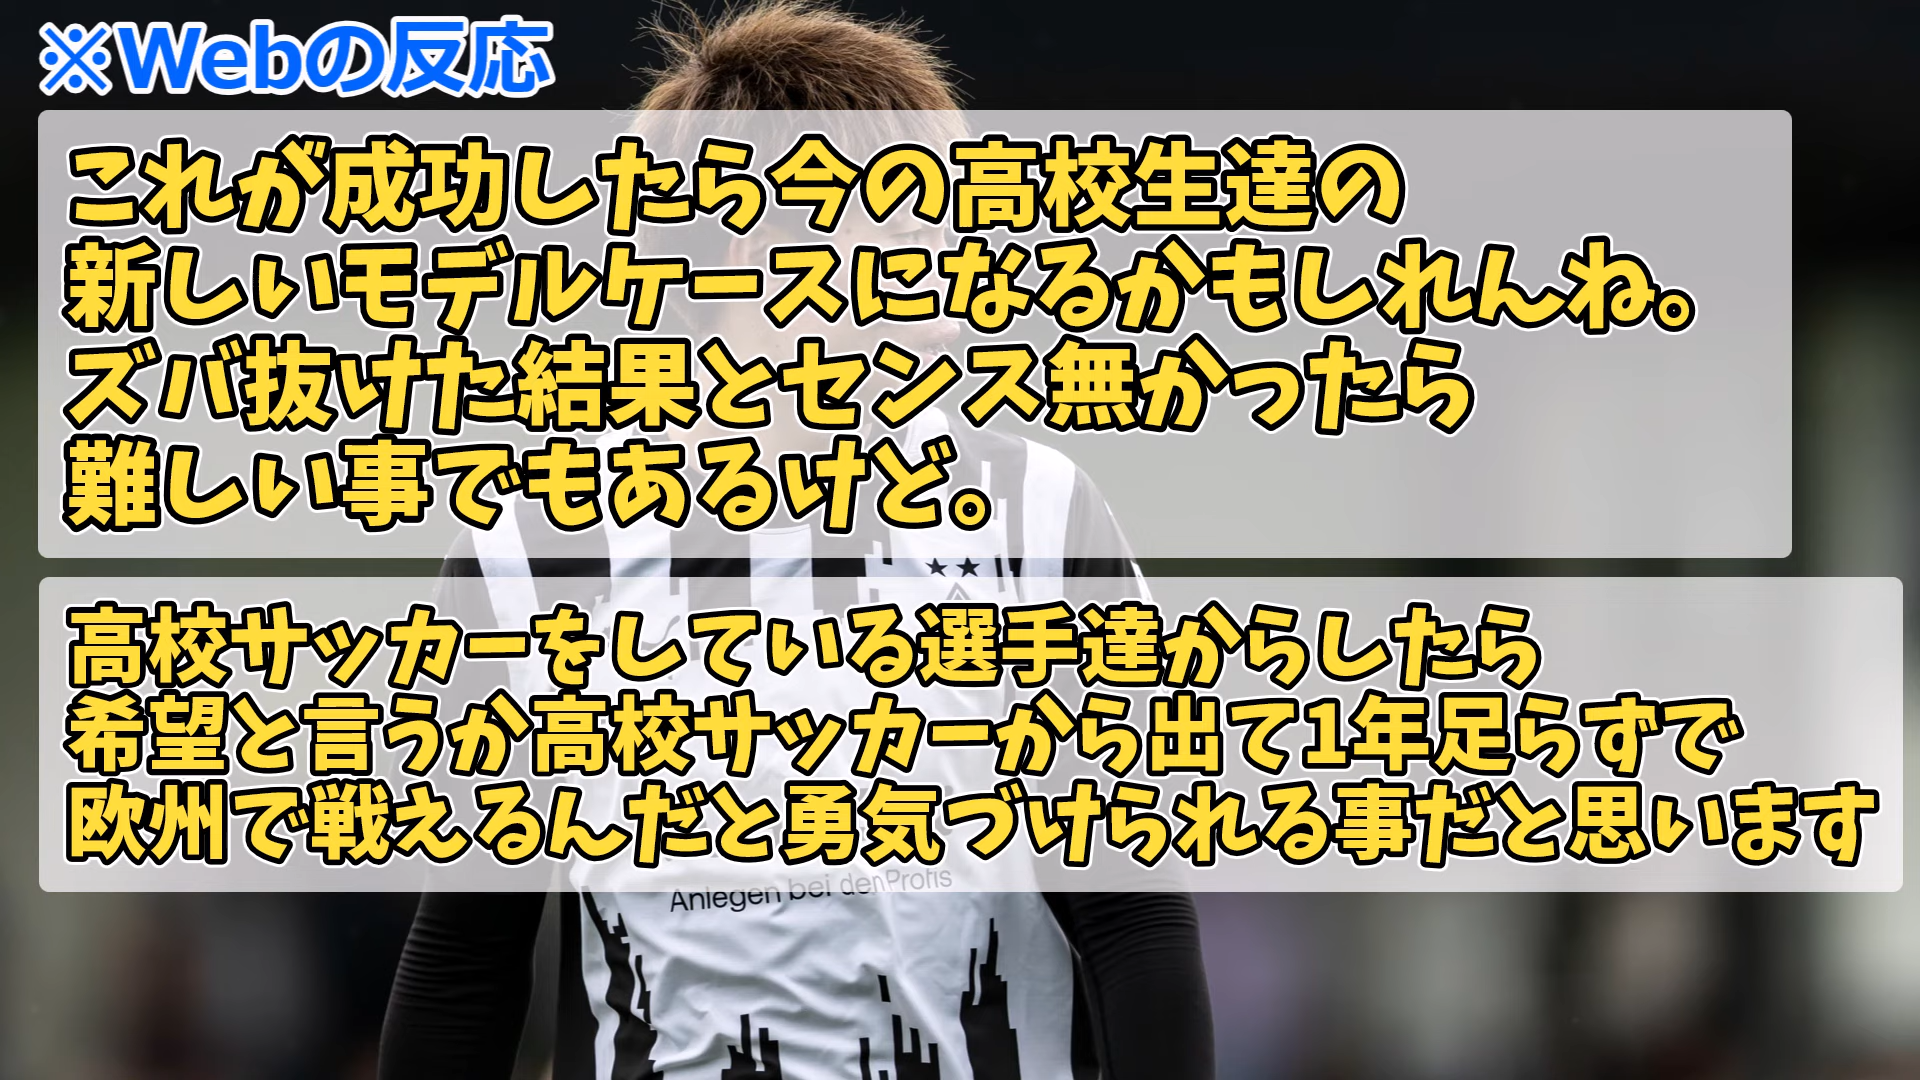 ※Webの反応
これが成功したら今の高校生達の
新しいモデルケースになるかもしれんね。
ズバ抜けた結果とセンス無かったら
難しい事でもあるけど。
高校サッカーをしている選手達からしたら
希望と言うか高校サッカーから出て1年足らずで
欧州で戦えるんだと勇気づけられる事だと思います
Anlegen bei den Profis